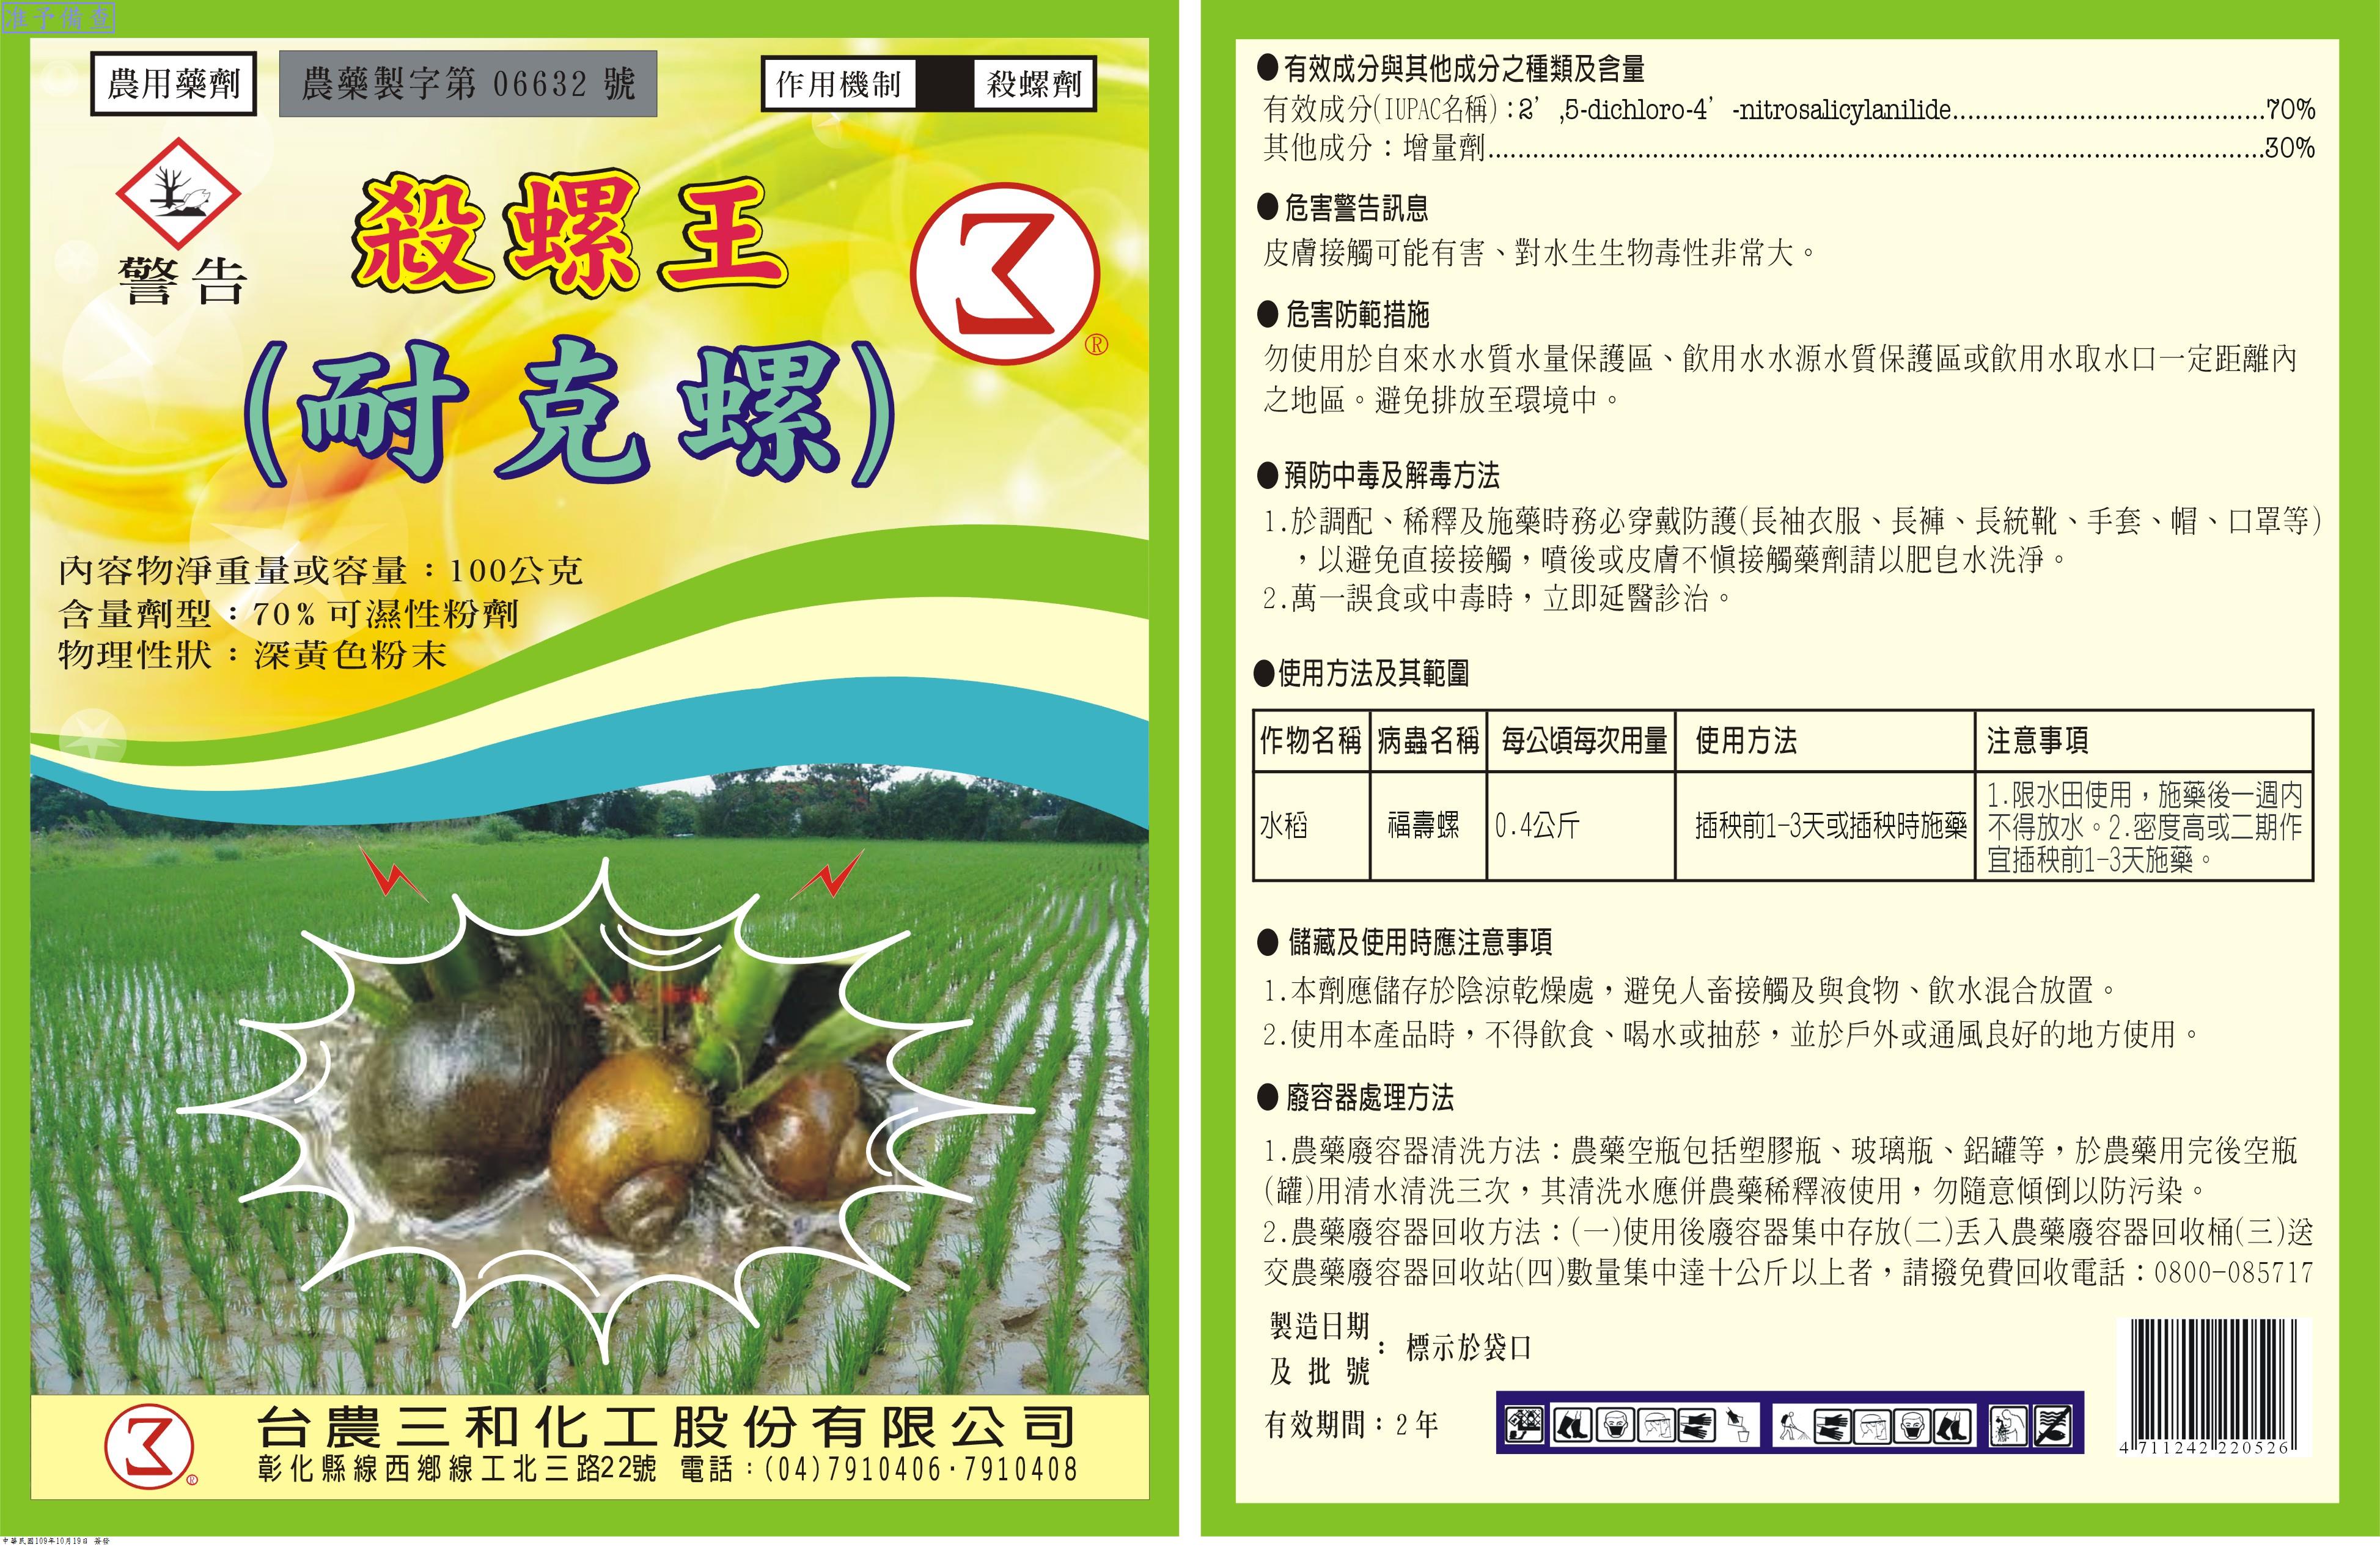 准予備查
農用藥劑
農藥製字第 06632 號
作用機制
殺螺劑
警告
殺螺王
®
(耐克螺)
內容物淨重量或容量：100公克
含量劑型：70%可濕性粉劑
物理性狀：深黃色粉末
®
台農三和化工股份有限公司
彰化縣線西鄉線工北三路22號 電話：(04)7910406·7910408
中華民國109年10月19日 簽發
●有效成分與其他成分之種類及含量
有效成分(IUPAC名稱):2’,5-dichloro-4’-nitrosalicylanilide..........................................70%
其他成分：增量劑........................................................................................................30%
●危害警告訊息
皮膚接觸可能有害、對水生生物毒性非常大。
●危害防範措施
勿使用於自來水水質水量保護區、飲用水水源水質保護區或飲用水取水口一定距離內
之地區。避免排放至環境中。
●預防中毒及解毒方法
1.於調配、稀釋及施藥時務必穿戴防護(長袖衣服、長褲、長統靴、手套、帽、口罩等)
，以避免直接接觸，噴後或皮膚不慎接觸藥劑請以肥皂水洗淨。
2.萬一誤食或中毒時，立即延醫診治。
●使用方法及其範圍
作物名稱 病蟲名稱 每公頃每次用量 使用方法 注意事項
水稻 福壽螺 0.4公斤 插秧前1-3天或插秧時施藥 1.限水田使用，施藥後一週內
不得放水。2.密度高或二期作
宜插秧前1-3天施藥。
●儲藏及使用時應注意事項
1.本劑應儲存於陰涼乾燥處，避免人畜接觸及與食物、飲水混合放置。
2.使用本產品時，不得飲食、喝水或抽菸，並於戶外或通風良好的地方使用。
●廢容器處理方法
1.農藥廢容器清洗方法：農藥空瓶包括塑膠瓶、玻璃瓶、鋁罐等，於農藥用完後空瓶
(罐)用清水清洗三次，其清洗水應併農藥稀釋液使用，勿隨意傾倒以防污染。
2.農藥廢容器回收方法：(一)使用後廢容器集中存放(二)丟入農藥廢容器回收桶(三)送
交農藥廢容器回收站(四)數量集中達十公斤以上者，請撥免費回收電話：0800-085717
製造日期
及批號：標示於袋口
有效期間：2年
4 711242 220526